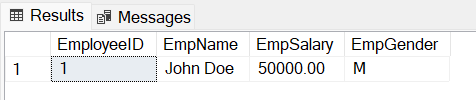 Results Messages
EmployeeID EmpName EmpSalary EmpGender
1 1 John Doe 50000.00 M